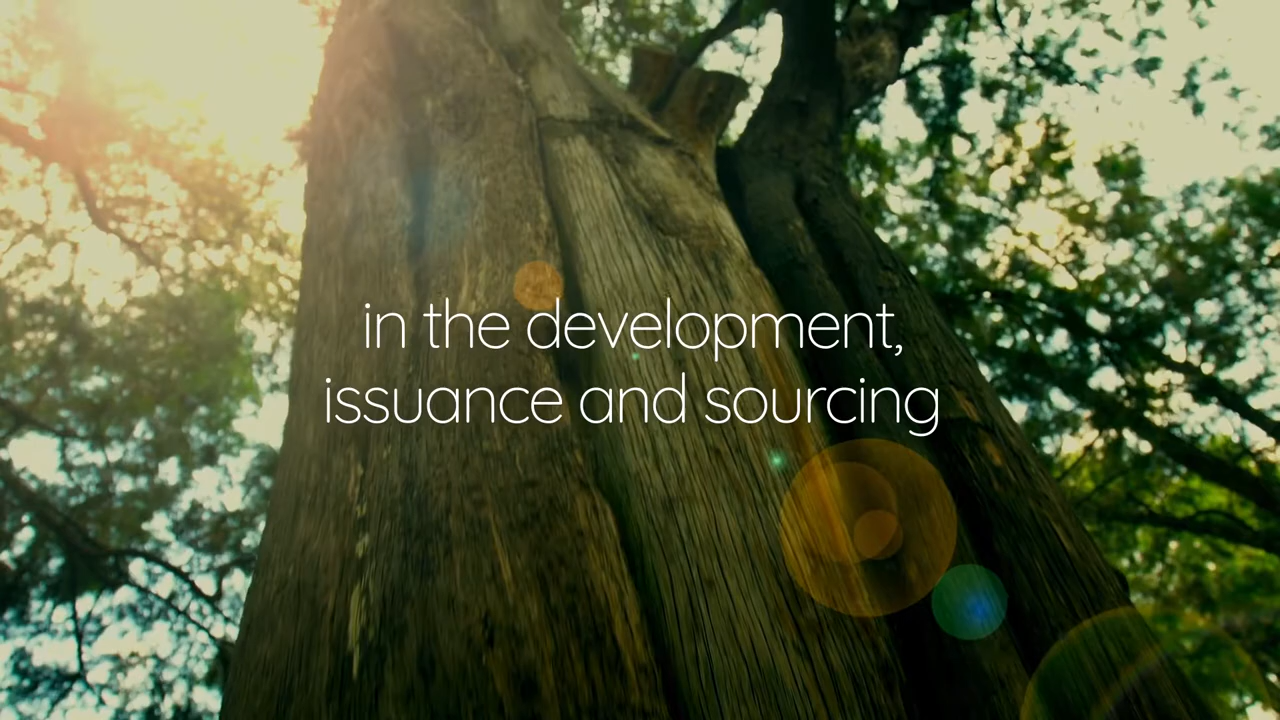 in the development,
issuance and sourcing